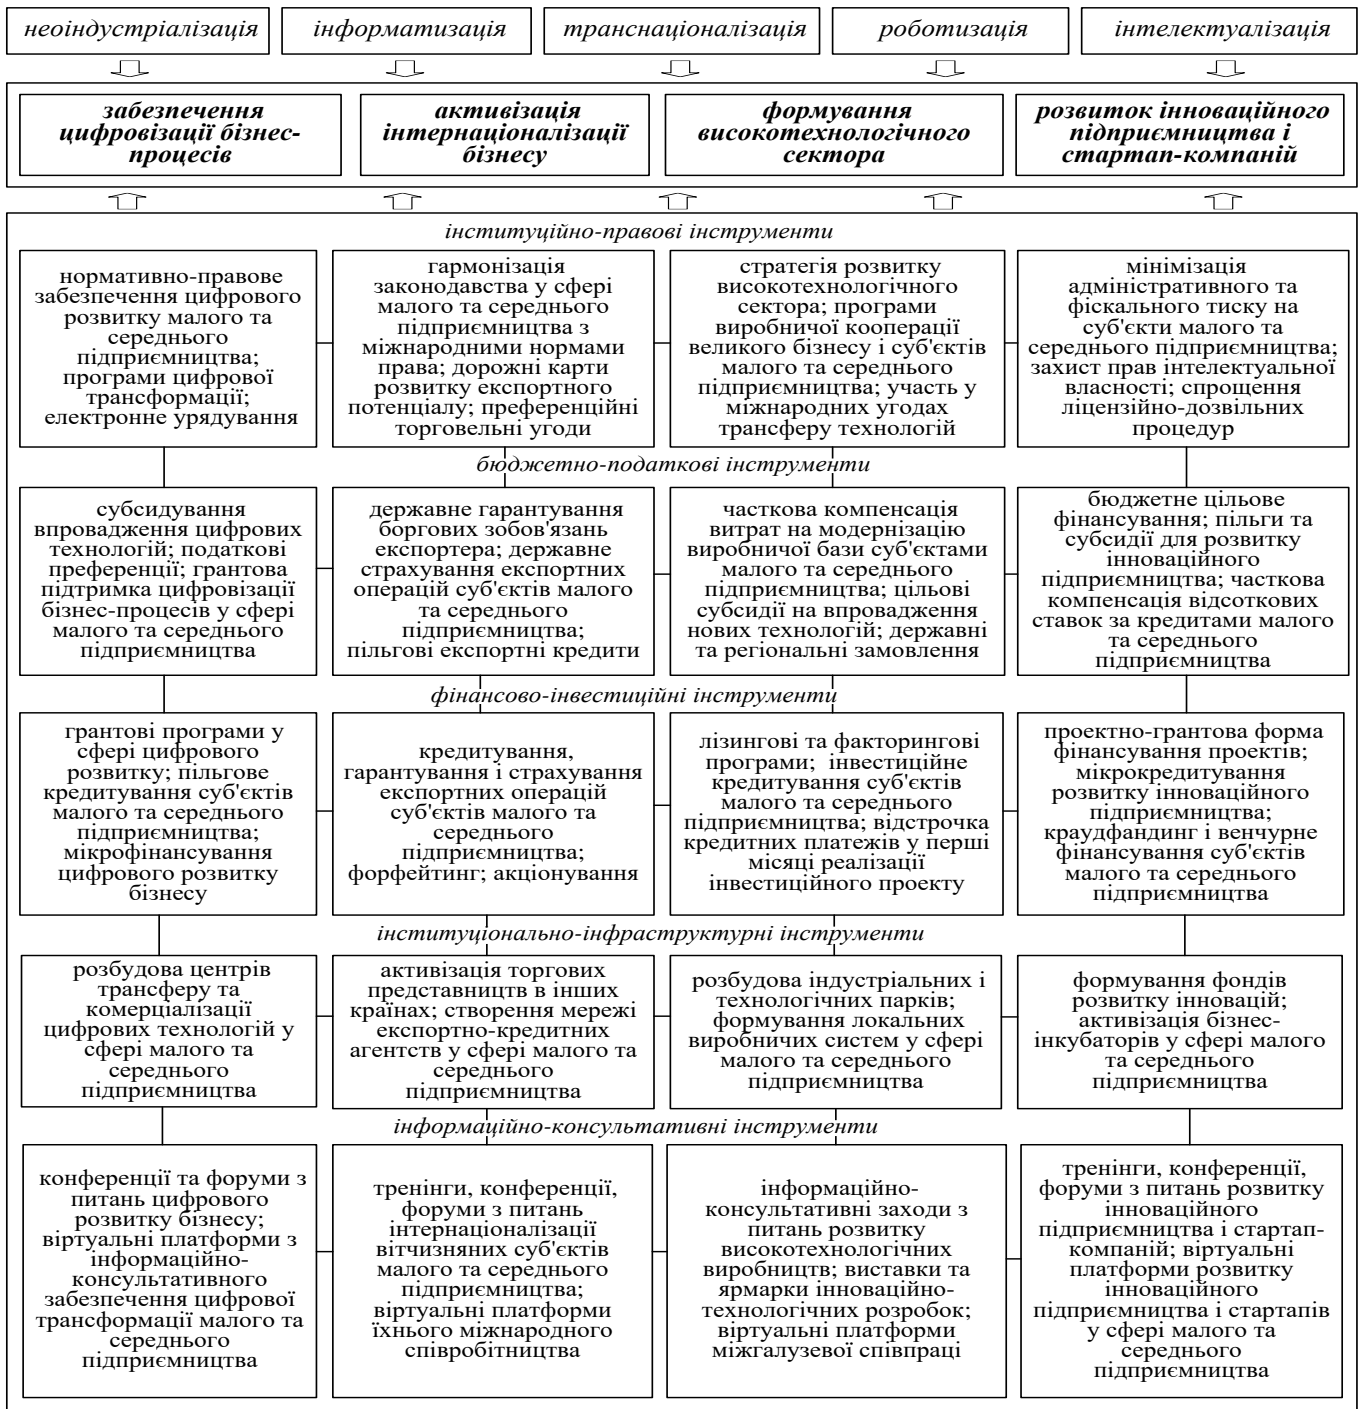 неоіндустріалізація
інформатизація
транснаціоналізація
роботизація
інтелектуалізація
забезпечення
цифровізації бізнес-
процесів
активізація
інтернаціоналізації
бізнесу
формування
високотехнологічного
сектора
розвиток інноваційного
підприємництва і
стартап-компаній
інституційно-правові інструменти
нормативно-правове
забезпечення цифрового
розвитку малого та
середнього
підприємництва;
програми цифрової
трансформації;
електронне урядування
гармонізація
законодавства у сфері
малого та середнього
підприємництва з
міжнародними нормами
права; дорожні карти
розвитку експортного
потенціалу; преференційні
торговельні угоди
стратегія розвитку
високотехнологічного
сектора; програми
виробничої кооперації
великого бізнесу і суб'єктів
малого та середнього
підприємництва; участь у
міжнародних угодах
трансферу технологій
мінімізація
адміністративного та
фіскального тиску на
суб'єкти малого та
середнього підприємництва;
захист прав інтелектуальної
власності; спрощення
ліцензійно-дозвільних
процедур
бюджетно-податкові інструменти
субсидування
впровадження цифрових
технологій; податкові
преференції; грантова
підтримка цифровізації
бізнес-процесів у сфері
малого та середнього
підприємництва
державне гарантування
боргових зобов'язань
експортера; державне
страхування експортних
операцій суб'єктів малого
та середнього
підприємництва;
пільгові експортні кредити
часткова компенсація
витрат на модернізацію
виробничої бази суб'єктами
малого та середнього
підприємництва; цільові
субсидії на впровадження
нових технологій; державні
та регіональні замовлення
бюджетне цільове
фінансування; пільги та
субсидії для розвитку
інноваційного
підприємництва; часткова
компенсація відсоткових
ставок за кредитами малого
та середнього
підприємництва
фінансово-інвестиційні інструменти
грантові програми у
сфері цифрового
розвитку; пільгове
кредитування суб'єктів
малого та середнього
підприємництва;
мікрофінансування
цифрового розвитку
бізнесу
кредитування,
гарантування і страхування
експортних операцій
суб'єктів малого та
середнього
підприємництва;
форфейтинг; акціонування
лізингові та факторингові
програми; інвестиційне
кредитування суб'єктів
малого та середнього
підприємництва; відстрочка
кредитних платежів у перші
місяці реалізації
інвестиційного проекту
проектно-грантова форма
фінансування проектів;
мікрокредитування
розвитку інноваційного
підприємництва;
краудфандинг і венчурне
фінансування суб'єктів
малого та середнього
підприємництва
інституціонально-інфраструктурні інструменти
розбудова центрів
трансферу та
комерціалізації
цифрових технологій у
сфері малого та
середнього
підприємництва
активізація торгових
представництв в інших
країнах; створення мережі
експортно-кредитних
агентств у сфері малого та
середнього
підприємництва
розбудова індустріальних і
технологічних парків;
формування локальних
виробничих систем у сфері
малого та середнього
підприємництва
формування фондів
розвитку інновацій;
активізація бізнес-
інкубаторів у сфері малого
та середнього
підприємництва
інформаційно-консультативні інструменти
конференції та форуми з
питань цифрового
розвитку бізнесу;
віртуальні платформи з
інформаційно-
консультативного
забезпечення цифрової
трансформації малого та
середнього
підприємництва
тренінги, конференції,
форуми з питань
інтернаціоналізації
вітчизняних суб'єктів
малого та середнього
підприємництва;
віртуальні платформи
їхнього міжнародного
співробітництва
інформаційно-
консультативні заходи з
питань розвитку
високотехнологічних
виробництв; виставки та
ярмарки інноваційно-
технологічних розробок;
віртуальні платформи
міжгалузевої співпраці
тренінги, конференції,
форуми з питань розвитку
інноваційного
підприємництва і стартап-
компаній; віртуальні
платформи розвитку
інноваційного
підприємництва і стартапів
у сфері малого та
середнього
підприємництва